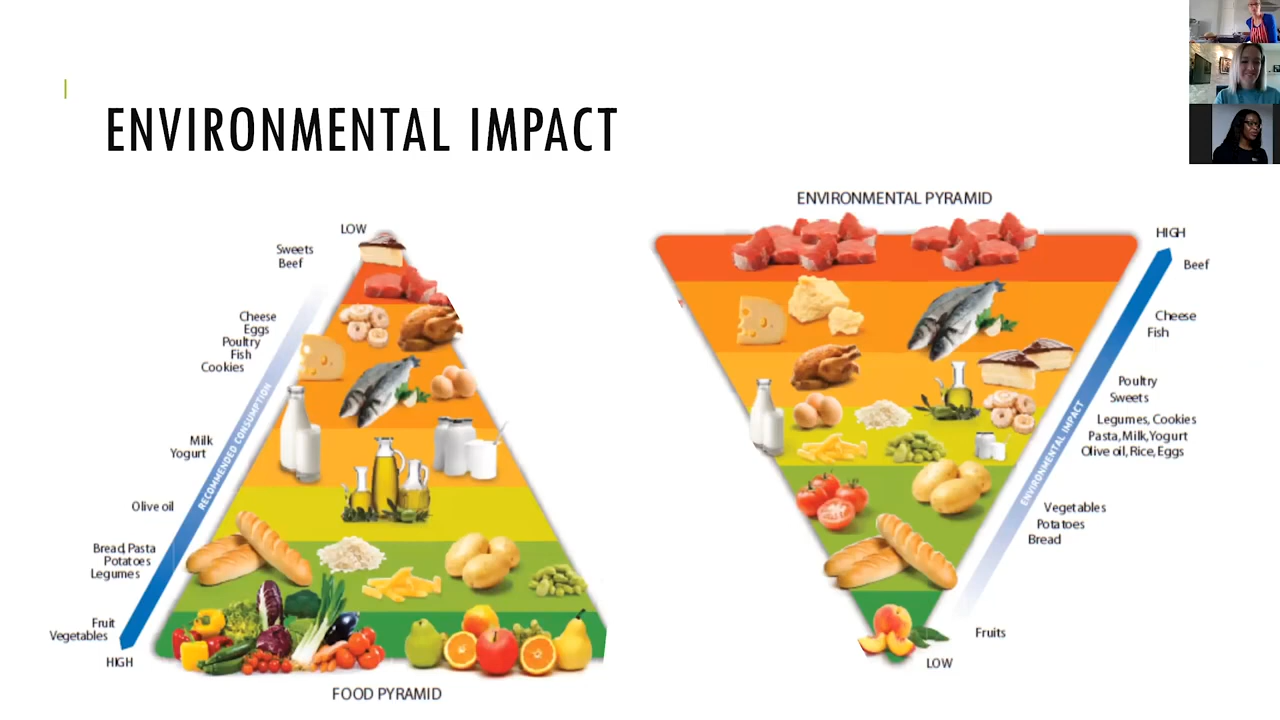 ENVIRONMENTAL IMPACT
LOW
Sweets
Beef
Cheese
Eggs
Poultry
Fish
Cookies
RECOMMENDED CONSUMPTION
Milk
Yogurt
Olive oil
Bread, Pasta
Potatoes
Legumes
Fruit
Vegetables
HIGH
FOOD PYRAMID
ENVIRONMENTAL PYRAMID
HIGH
Beef
Cheese
Fish
Poultry
Sweets
Legumes, Cookies
Pasta, Milk, Yogurt
Olive oil, Rice, Eggs
ENVIRONMENTAL IMPACT
Vegetables
Potatoes
Bread
Fruits
LOW